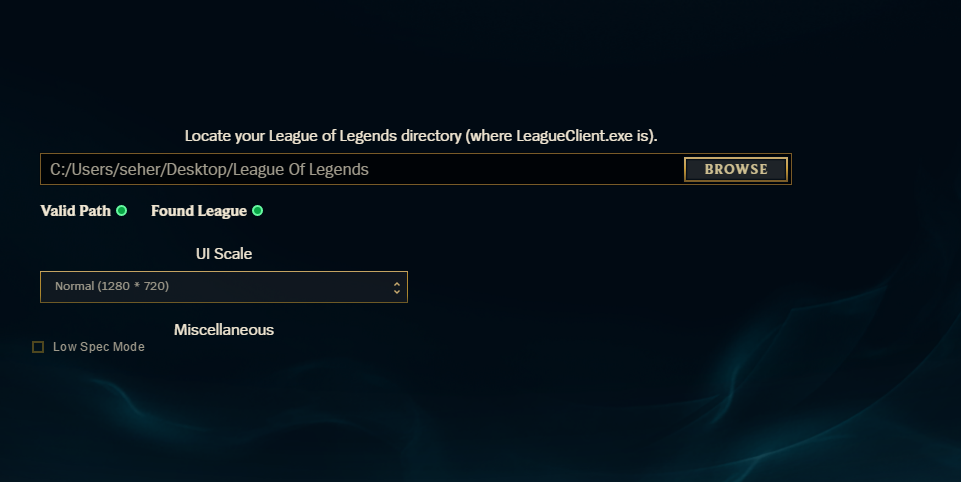 Locate your League of Legends directory (where LeagueClient.exe is).
C:/Users/seher/Desktop/League Of Legends
BROWSE
Valid Path
Found League
UI Scale
Normal (1280 * 720)
Miscellaneous
Low Spec Mode